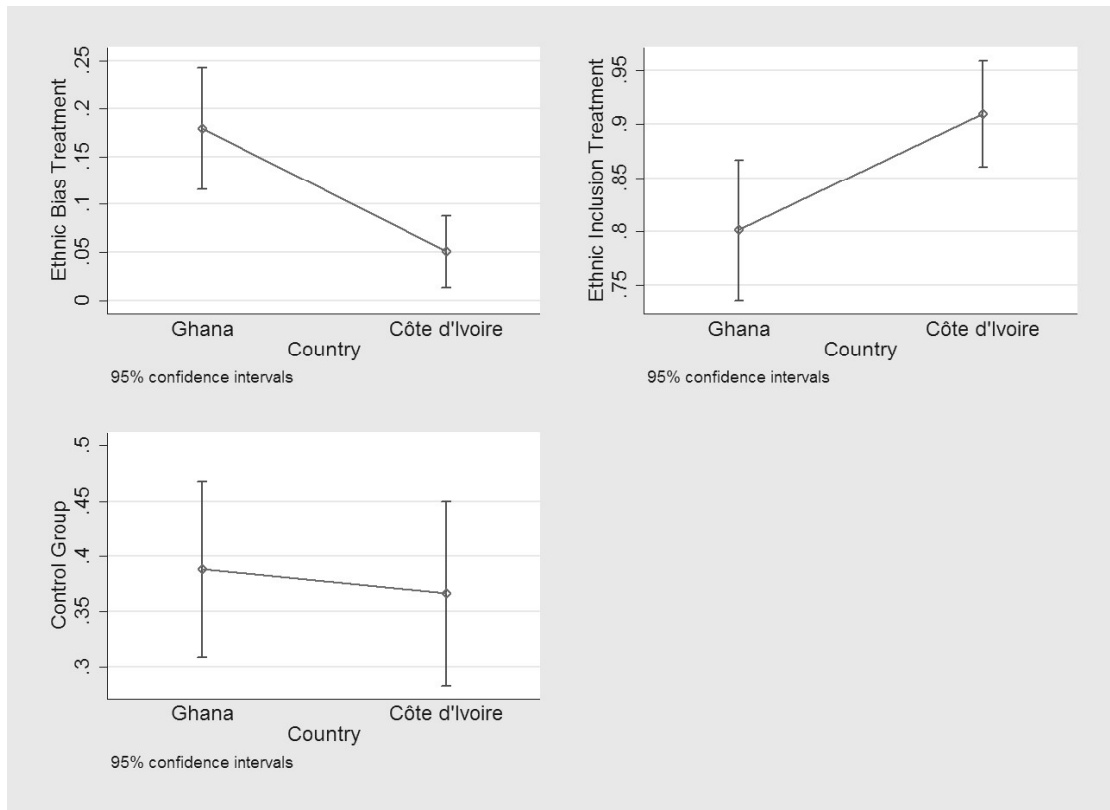 Ethnic Bias Treatment
.25
.2
.15
.1
.05
0
Ghana
Côte d'Ivoire
Country
95% confidence intervals
Ethnic Inclusion Treatment
.95
.9
.85
.8
.75
Ghana
Côte d'Ivoire
Country
95% confidence intervals
Control Group
.5
.45
.4
.35
.3
Ghana
Côte d'Ivoire
Country
95% confidence intervals